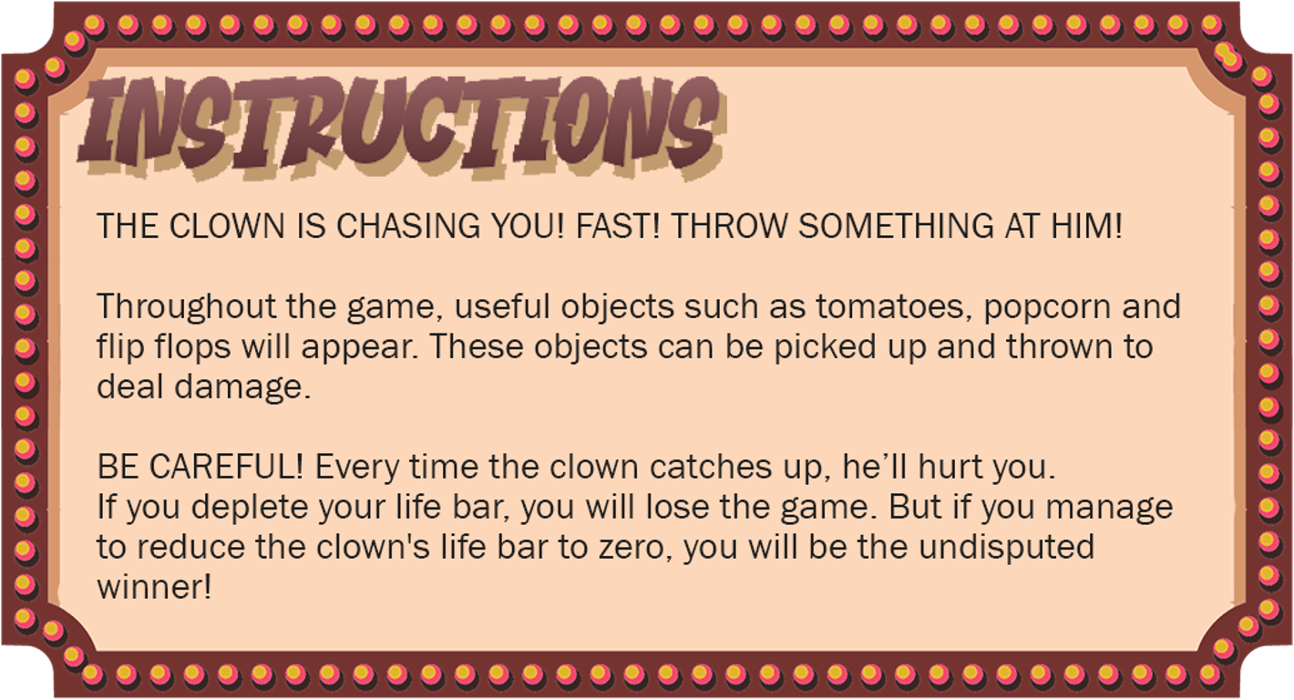 INSTRUCTIONS
THE CLOWN IS CHASING YOU! FAST! THROW SOMETHING AT HIM!
Throughout the game, useful objects such as tomatoes, popcorn and
flip flops will appear. These objects can be picked up and thrown to
deal damage.
BE CAREFUL! Every time the clown catches up, he’ll hurt you.
If you deplete your life bar, you will lose the game. But if you manage
to reduce the clown's life bar to zero, you will be the undisputed
winner!